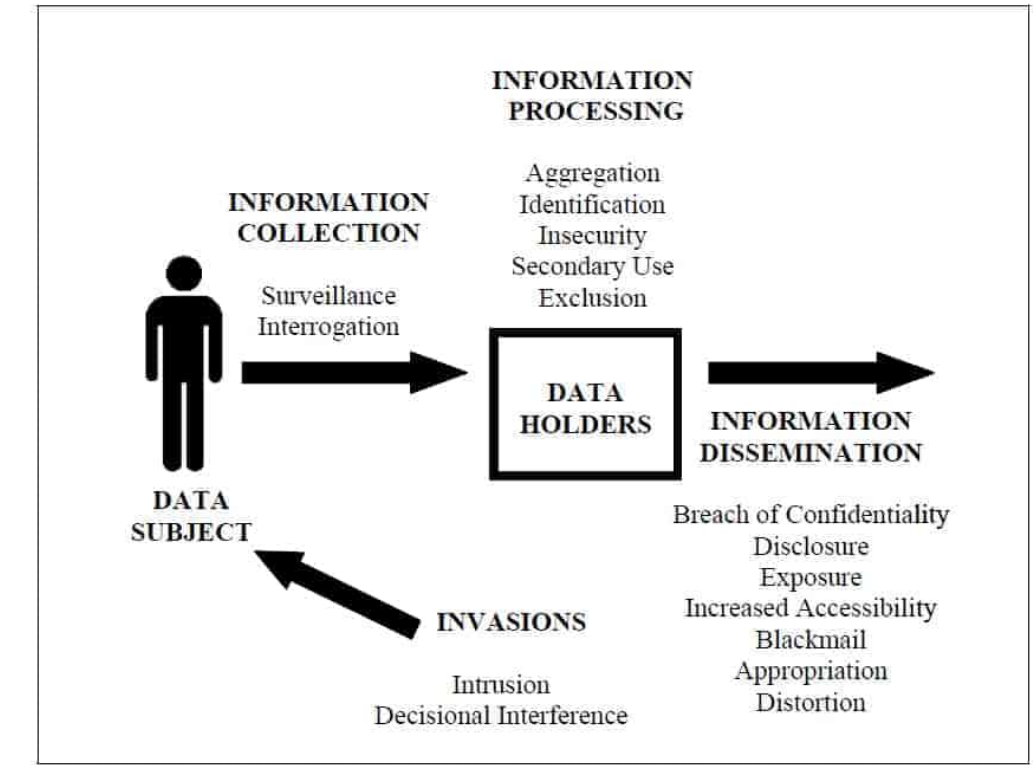 INFORMATION
PROCESSING
Aggregation
Identification
Insecurity
Secondary Use
Exclusion
INFORMATION
COLLECTION
Surveillance
Interrogation
DATA
HOLDERS
INFORMATION
DISSEMINATION
DATA
SUBJECT
Breach of Confidentiality
Disclosure
Exposure
Increased Accessibility
Blackmail
Appropriation
Distortion
INVASIONS
Intrusion
Decisional Interference